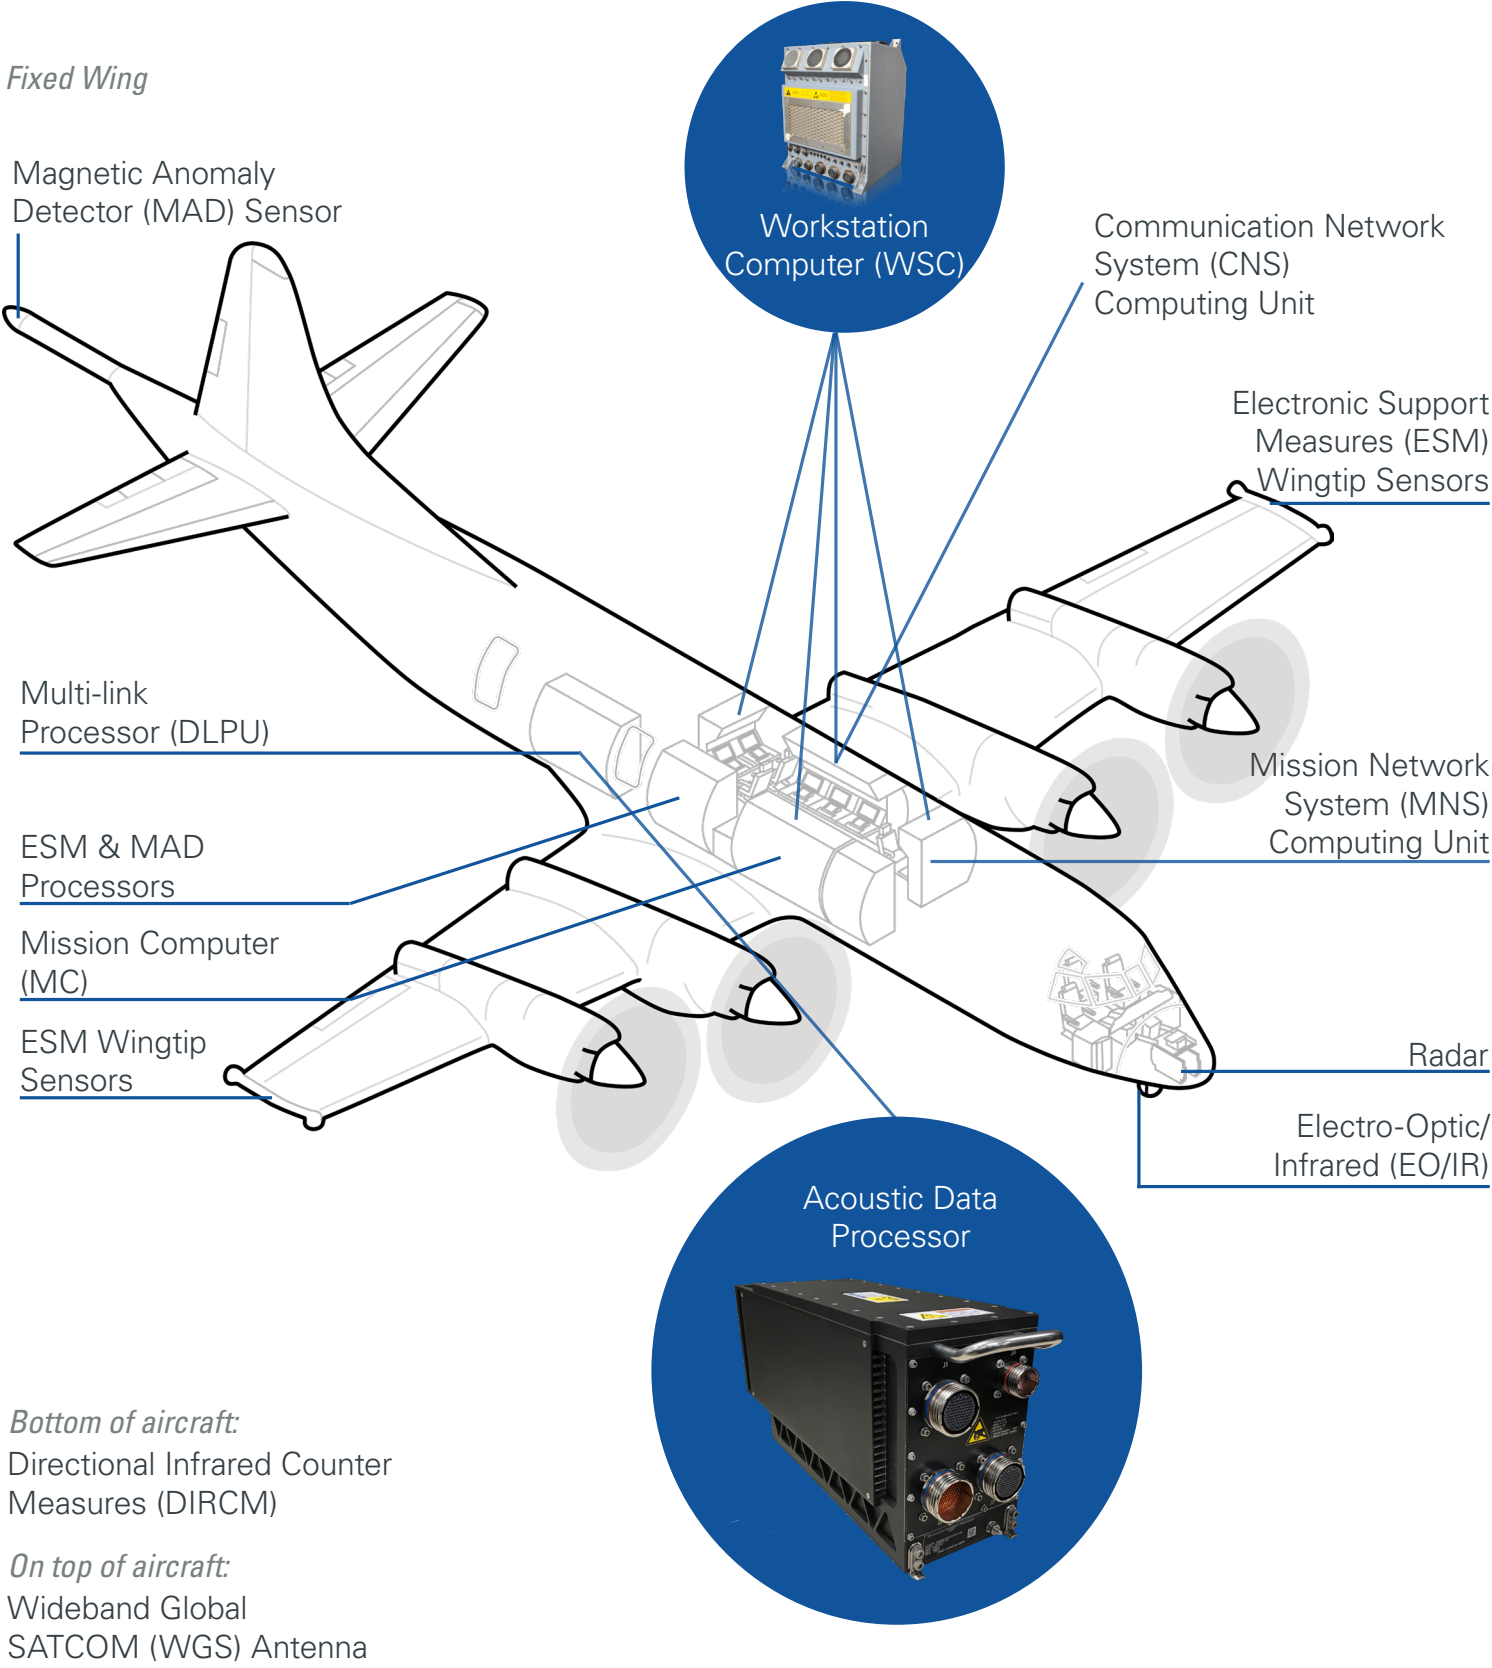 Fixed Wing
Magnetic Anomaly
Detector (MAD) Sensor
Workstation
Computer (WSC)
Communication Network
System (CNS)
Computing Unit
Electronic Support
Measures (ESM)
Wingtip Sensors
Multi-link
Processor (DLPU)
Mission Network
System (MNS)
Computing Unit
ESM & MAD
Processors
Mission Computer
(MC)
ESM Wingtip
Sensors
Radar
Electro-Optic/
Infrared (EO/IR)
Acoustic Data
Processor
J1
Bottom of aircraft:
Directional Infrared Counter
Measures (DIRCM)
On top of aircraft:
Wideband Global
SATCOM (WGS) Antenna